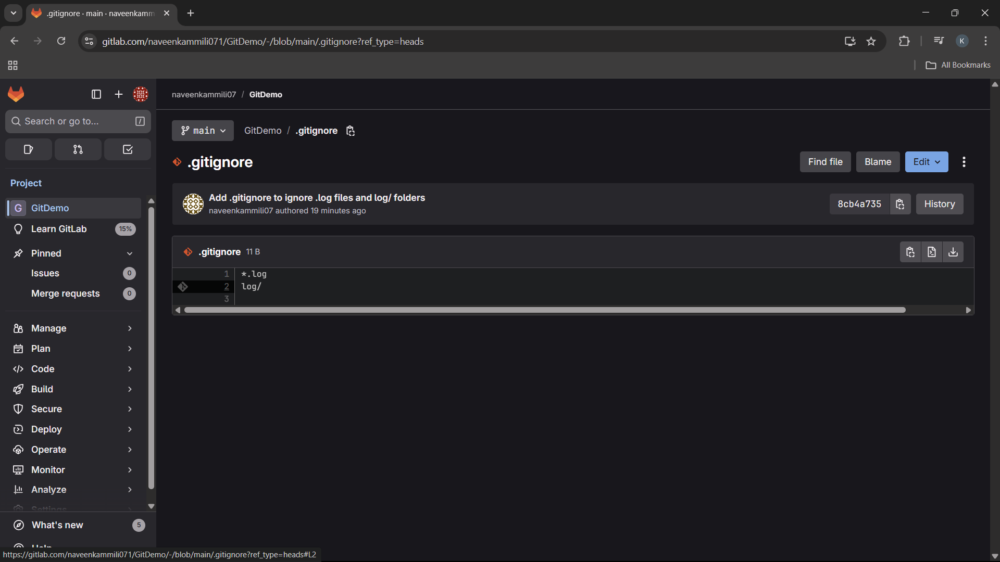 .gitignore · main · naveenkamm
gitlab.com/naveenkammili071/GitDemo/-/blob/main/.gitignore?ref_type=heads
K
All Bookmarks
naveenkammili07 / GitDemo
Search or go to... /
main
GitDemo / .gitignore
.gitignore
Find file
Blame
Edit
Project
Add .gitignore to ignore .log files and log/ folders
naveenkammili07 authored 19 minutes ago
8cb4a735
History
G GitDemo
Learn GitLab 15%
Pinned
Issues 0
Merge requests 0
.gitignore 11 B
1 *.log
2 log/
3
Manage
Plan
Code
Build
Secure
Deploy
Operate
Monitor
Analyze
Settings
What's new 5
Help
https://gitlab.com/naveenkammili071/GitDemo/-/blob/main/.gitignore?ref_type=heads#L2